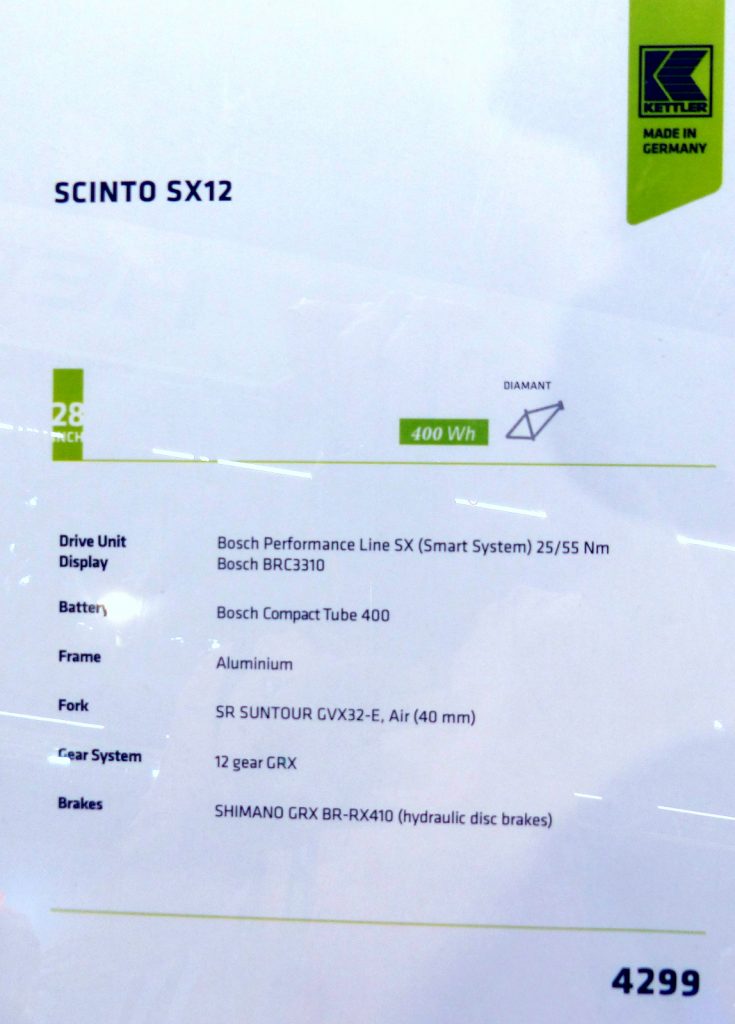 KETTLER
MADE IN
GERMANY
SCINTO SX12
28
INCH
400 Wh
DIAMANT
Drive Unit Bosch Performance Line SX (Smart System) 25/55 Nm
Display Bosch BRC3310
Battery Bosch Compact Tube 400
Frame Aluminium
Fork SR SUNTOUR GVX32-E, Air (40 mm)
Gear System 12 gear GRX
Brakes SHIMANO GRX BR-RX410 (hydraulic disc brakes)
4299